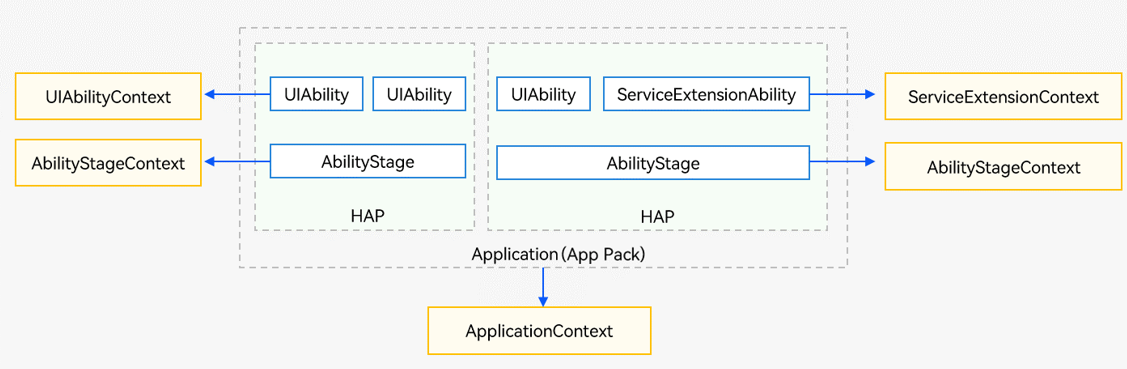 UIAbility
UIAbility
UIAbility
ServiceExtensionAbility
UIAbilityContext
ServiceExtensionContext
AbilityStageContext
AbilityStage
AbilityStage
AbilityStageContext
HAP
HAP
Application (App Pack)
ApplicationContext